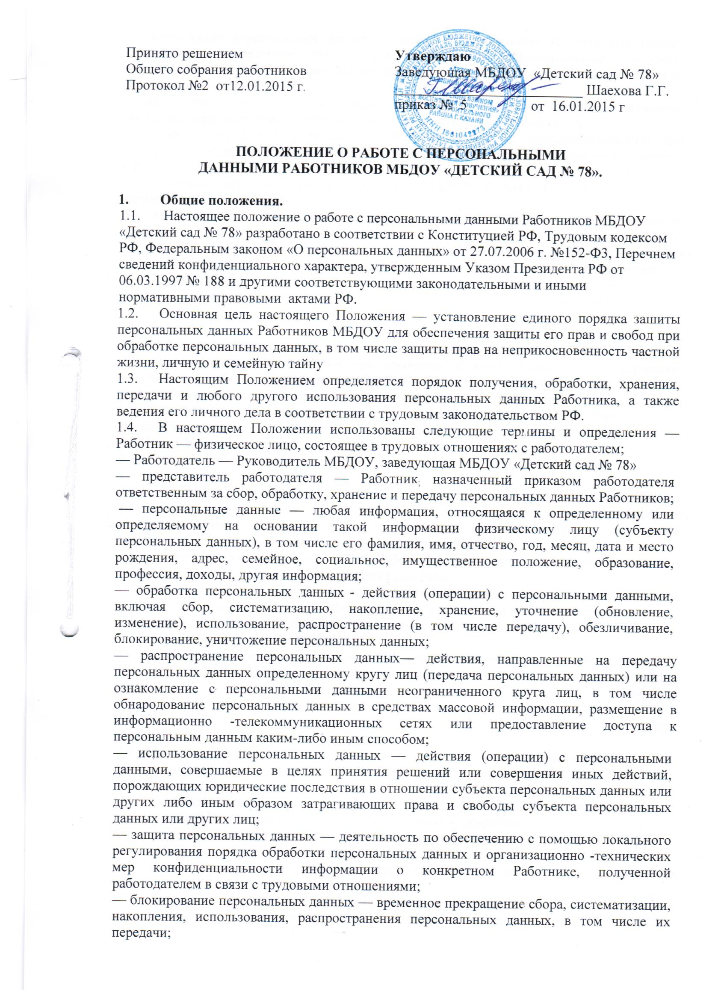 Принято решением
Общего собрания работников
Протокол №2 от12.01.2015 г.
Утверждаю
Заведующая МБДОУ «Детский сад № 78»
Шаехова Г.Г.
приказ № 5 от 16.01.2015 г
ВОСПИТАНИЯ И ОБУЧЕНИЯ»
РАЙОНА Г. КАЗАНИ
ИНН 1661042273
ПОЛОЖЕНИЕ О РАБОТЕ С ПЕРСОНАЛЬНЫМИ
ДАННЫМИ РАБОТНИКОВ МБДОУ «ДЕТСКИЙ САД № 78».
1. Общие положения.
1.1. Настоящее положение о работе с персональными данными Работников МБДОУ
«Детский сад № 78» разработано в соответствии с Конституцией РФ, Трудовым кодексом
РФ, Федеральным законом «О персональных данных» от 27.07.2006 г. №152-ФЗ, Перечнем
сведений конфиденциального характера, утвержденным Указом Президента РФ от
06.03.1997 № 188 и другими соответствующими законодательными и иными
нормативными правовыми актами РФ.
1.2. Основная цель настоящего Положения — установление единого порядка зашиты
персональных данных Работников МБДОУ для обеспечения защиты его прав и свобод при
обработке персональных данных, в том числе защиты прав на неприкосновенность частной
жизни, личную и семейную тайну
1.3. Настоящим Положением определяется порядок получения, обработки, хранения,
передачи и любого другого использования персональных данных Работника, а также
ведения его личного дела в соответствии с трудовым законодательством РФ.
1.4. В настоящем Положении использованы следующие термины и определения —
Работник — физическое лицо, состоящее в трудовых отношениях с работодателем;
— Работодатель — Руководитель МБДОУ, заведующая МБДОУ «Детский сад № 78»
— представитель работодателя — Работник; назначенный приказом работодателя
ответственным за сбор, обработку, хранение и передачу персональных данных Работников;
— персональные данные — любая информация, относящаяся к определенному или
определяемому на основании такой информации физическому лицу (субъекту
персональных данных), в том числе его фамилия, имя, отчество, год, месяц, дата и место
рождения, адрес, семейное, социальное, имущественное положение, образование,
профессия, доходы, другая информация;
— обработка персональных данных - действия (операции) с персональными данными,
включая сбор, систематизацию, накопление, хранение, уточнение (обновление,
изменение), использование, распространение (в том числе передачу), обезличивание,
блокирование, уничтожение персональных данных;
— распространение персональных данных— действия, направленные на передачу
персональных данных определенному кругу лиц (передача персональных данных) или на
ознакомление с персональными данными неограниченного круга лиц, в том числе
обнародование персональных данных в средствах массовой информации, размещение в
информационно -телекоммуникационных сетях или предоставление доступа к
персональным данным каким-либо иным способом;
— использование персональных данных — действия (операции) с персональными
данными, совершаемые в целях принятия решений или совершения иных действий,
порождающих юридические последствия в отношении субъекта персональных данных или
других либо иным образом затрагивающих права и свободы субъекта персональных
данных или других лиц;
— защита персональных данных — деятельность по обеспечению с помощью локального
регулирования порядка обработки персональных данных и организационно -технических
мер конфиденциальности информации о конкретном Работнике, полученной
работодателем в связи с трудовыми отношениями;
— блокирование персональных данных — временное прекращение сбора, систематизации,
накопления, использования, распространения персональных данных, в том числе их
передачи;